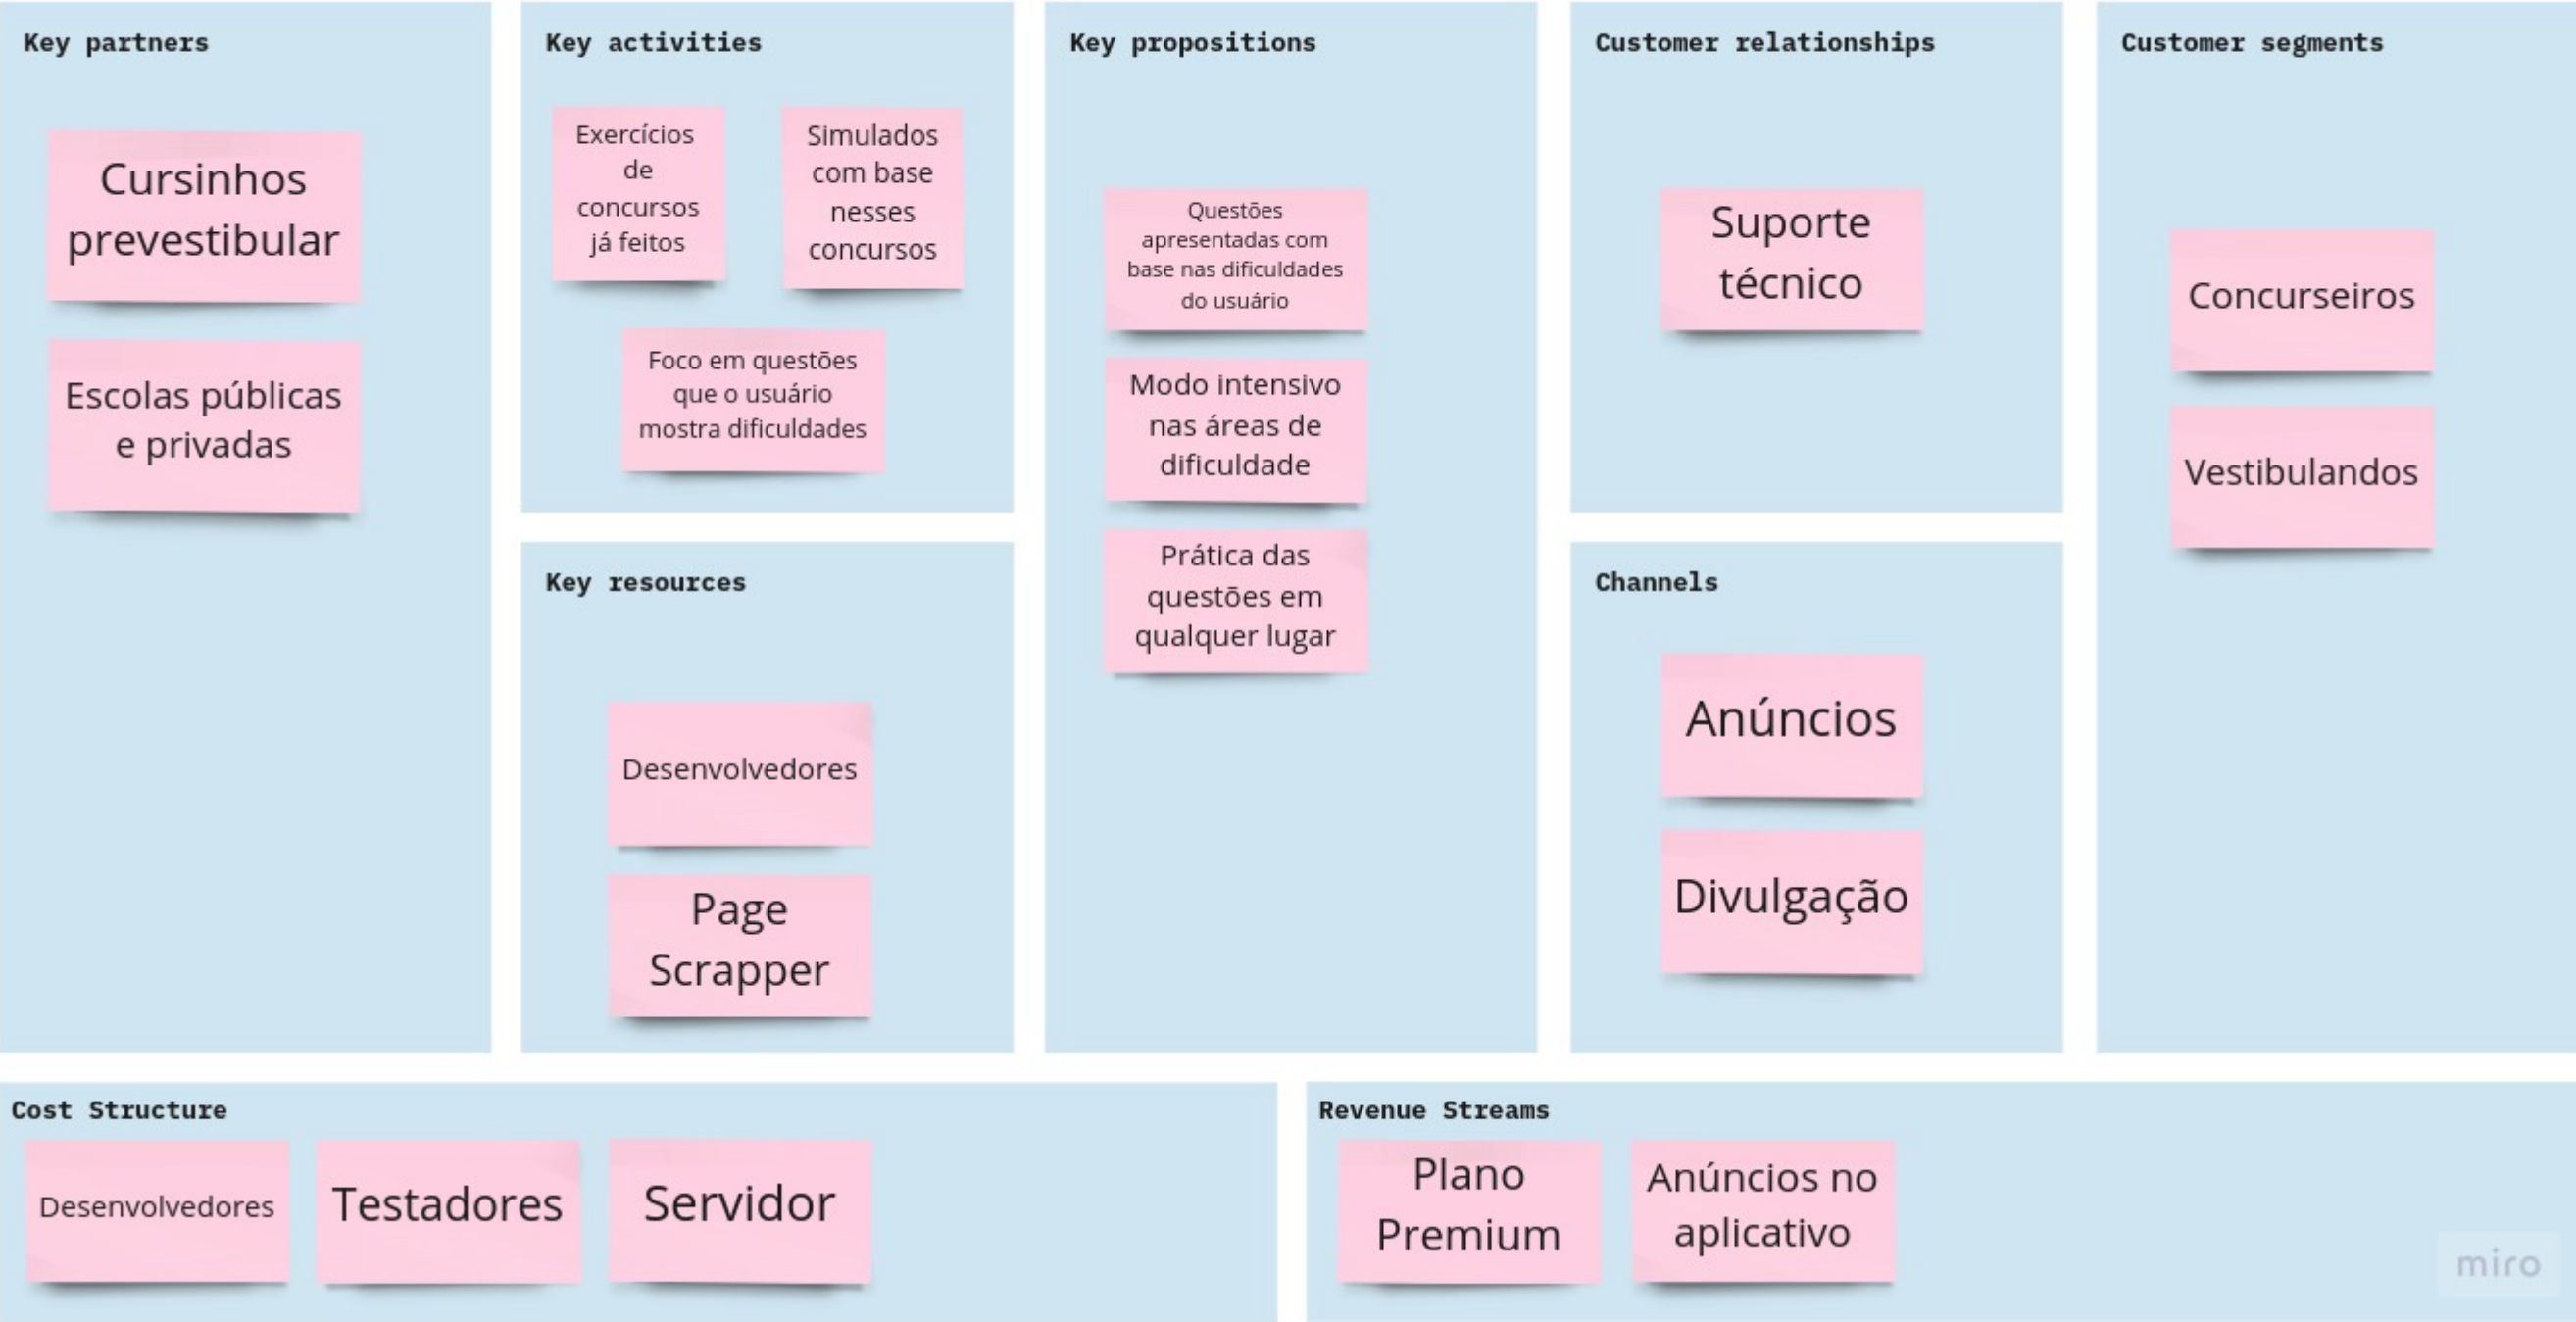 Key partners
Cursinhos
prevestibular
Escolas públicas
e privadas
Key activities
Exercícios
de
concursos
já feitos
Simulados
com base
nesses
concursos
Foco em questões
que o usuário
mostra dificuldades
Key resources
Desenvolvedores
Page
Scrapper
Key propositions
Questões
apresentadas com
base nas dificuldades
do usuário
Modo intensivo
nas áreas de
dificuldade
Prática das
questões em
qualquer lugar
Customer relationships
Suporte
técnico
Channels
Anúncios
Divulgação
Customer segments
Concurseiros
Vestibulandos
Cost Structure
Desenvolvedores
Testadores
Servidor
Revenue Streams
Plano
Premium
Anúncios no
aplicativo
miro